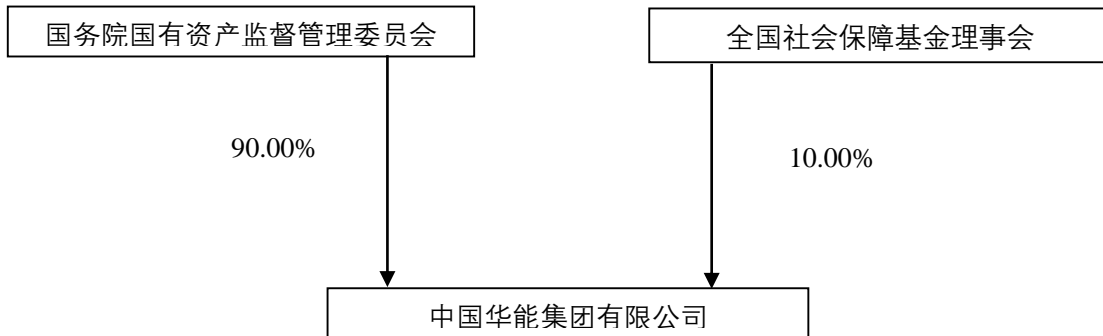 国务院国有资产监督管理委员会
全国社会保障基金理事会
90.00%
10.00%
中国华能集团有限公司